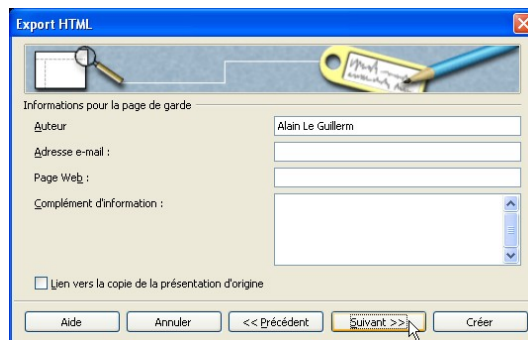 Export HTML
Informations pour la page de garde
Auteur
Alain Le Guillerm
Adresse e-mail :
Page Web :
Complément d'information :
Lien vers la copie de la présentation d'origine
Aide
Annuler
<< Précédent
Suivant >>
Créer